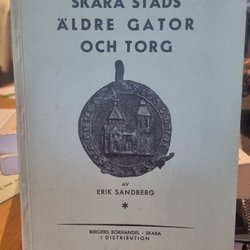 SKARA STADS
ÄLDRE GATOR
OCH TORG
AV
ERIK SANDBERG
*
BERGERS BOKHANDEL - SKARA
I DISTRIBUTION